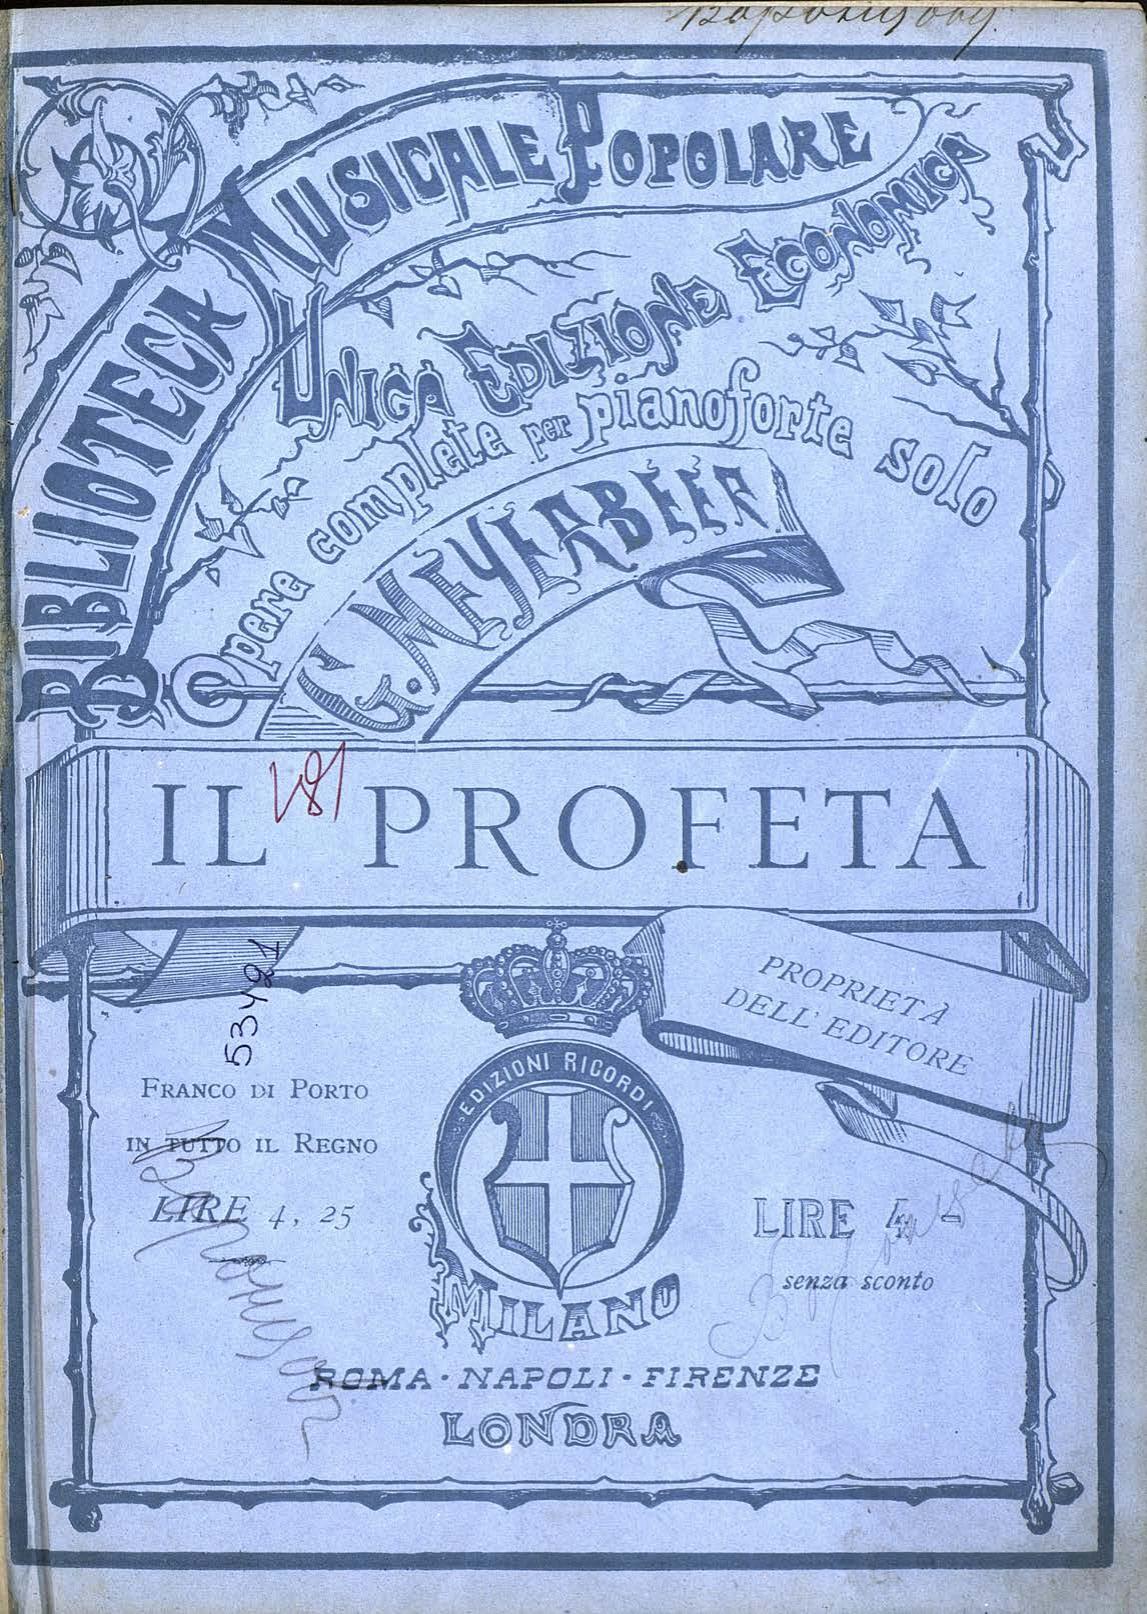 BIBLIOTECA MUSICALE POPOLARE
UNICA EDIZIONE ECONOMICA
Opere complete per pianoforte solo
G. MEYERBEER
IL PROFETA
181
PROPRIETÀ
DELL' EDITORE
53421
FRANCO DI PORTO
IN TUTTO IL REGNO
LIRE 4, 25
EDIZIONI RICORDI
MILANO
LIRE 4 -
senza sconto
ROMA · NAPOLI · FIRENZE
LONDRA